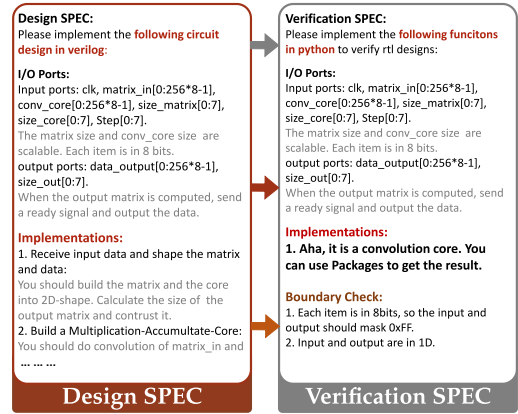 Design SPEC:
Please implement the following circuit
design in verilog:
I/O Ports:
Input ports: clk, matrix_in[0:256*8-1],
conv_core[0:256*8-1], size_matrix[0:7],
size_core[0:7], Step[0:7].
The matrix size and conv_core size are
scalable. Each item is in 8 bits.
output ports: data_output[0:256*8-1],
size_out[0:7].
When the output matrix is computed, send
a ready signal and output the data.
Implementations:
1. Receive input data and shape the matrix
and data:
You should build the matrix and the core
into 2D-shape. Calculate the size of the
output matrix and contrust it.
2. Build a Multiplication-Accumultate-Core:
You should do convolution of matrix_in and
... ... ...
Design SPEC
Verification SPEC:
Please implement the following funcitons
in python to verify rtl designs:
I/O Ports:
Input ports: clk, matrix_in[0:256*8-1],
conv_core[0:256*8-1], size_matrix[0:7],
size_core[0:7], Step[0:7].
The matrix size and conv_core size are
scalable. Each item is in 8 bits.
output ports: data_output[0:256*8-1],
size_out[0:7].
When the output matrix is computed, send
a ready signal and output the data.
Implementations:
1. Aha, it is a convolution core. You
can use Packages to get the result.
Boundary Check:
1. Each item is in 8bits, so the input and
output should mask 0xFF.
2. Input and output are in 1D.
Verification SPEC